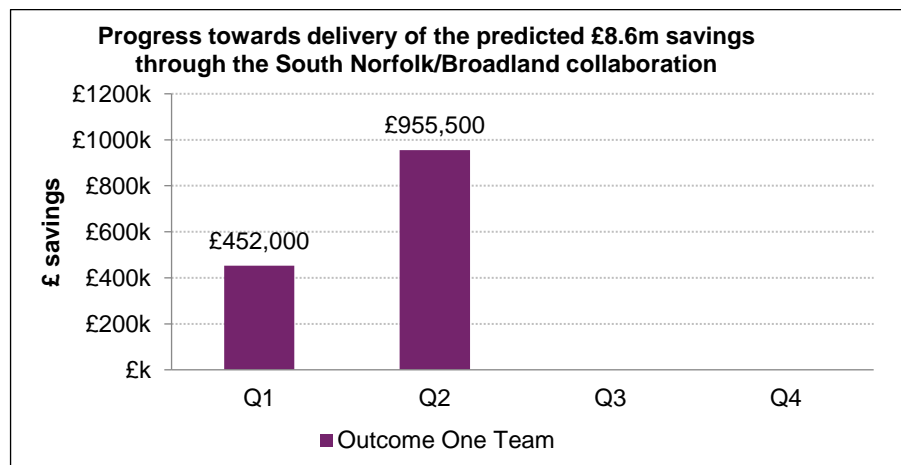 Progress towards delivery of the predicted £8.6m savings
through the South Norfolk/Broadland collaboration
£1200k
£1000k
£800k
£600k
£400k
£200k
£k
£ savings
£452,000
£955,500
Q1
Q2
Q3
Q4
Outcome One Team